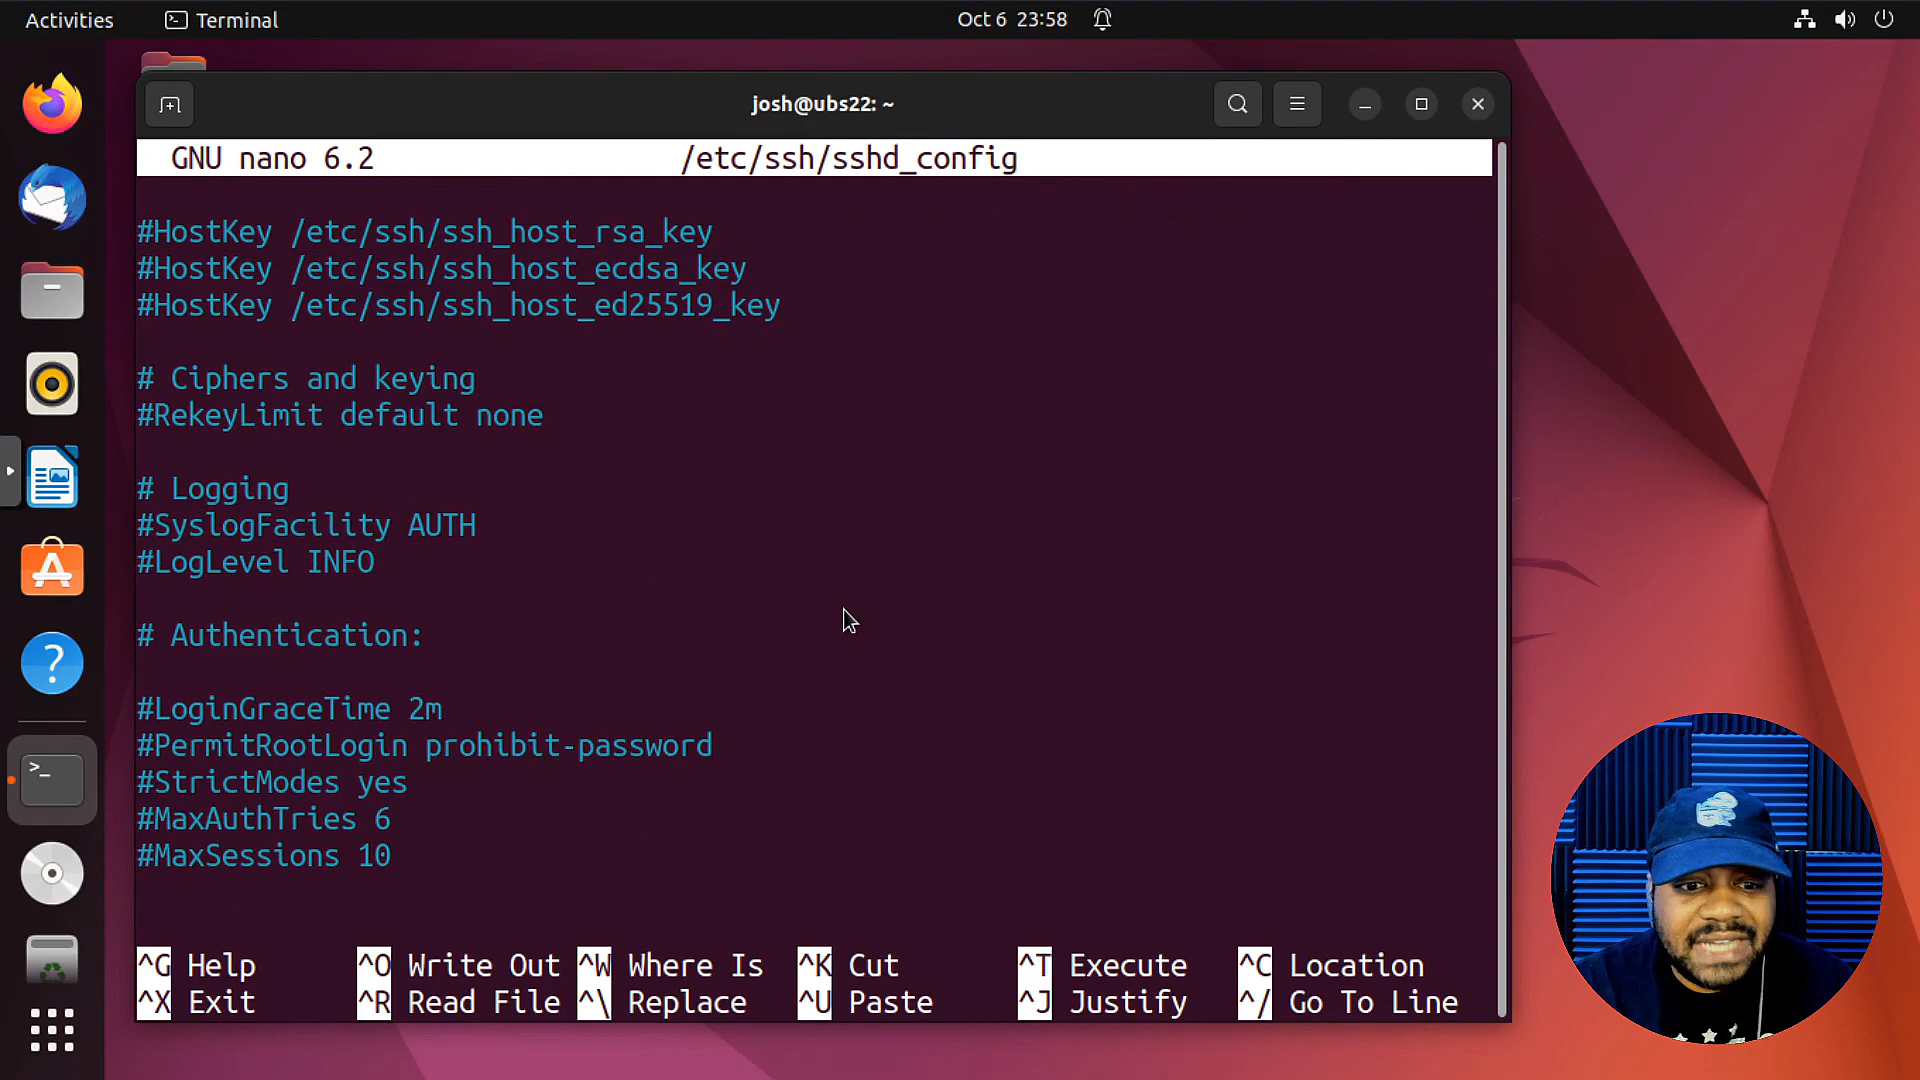 Activities Terminal Oct 6 23:58
josh@ubs22: ~
GNU nano 6.2 /etc/ssh/sshd_config
#HostKey /etc/ssh/ssh_host_rsa_key
#HostKey /etc/ssh/ssh_host_ecdsa_key
#HostKey /etc/ssh/ssh_host_ed25519_key
# Ciphers and keying
#RekeyLimit default none
# Logging
#SyslogFacility AUTH
#LogLevel INFO
# Authentication:
#LoginGraceTime 2m
#PermitRootLogin prohibit-password
#StrictModes yes
#MaxAuthTries 6
#MaxSessions 10
^G Help ^O Write Out ^W Where Is ^K Cut ^T Execute ^C Location
^X Exit ^R Read File ^\ Replace ^U Paste ^J Justify ^/ Go To Line